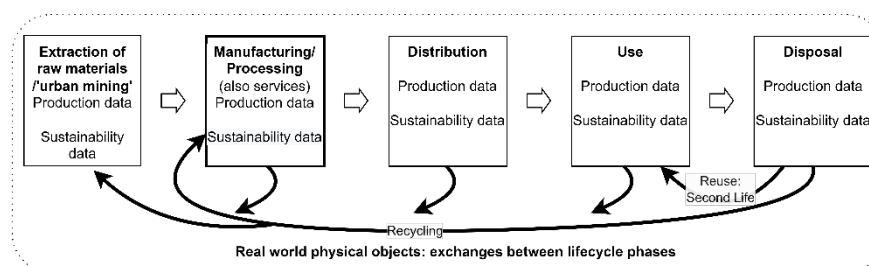 Extraction of
raw materials
/'urban mining'
Production data
Sustainability
data
Manufacturing/
Processing
(also services)
Production data
Sustainability data
Distribution
Production data
Sustainability data
Use
Production data
Sustainability data
Disposal
Production data
Sustainability data
Reuse:
Second Life
Recycling
Real world physical objects: exchanges between lifecycle phases